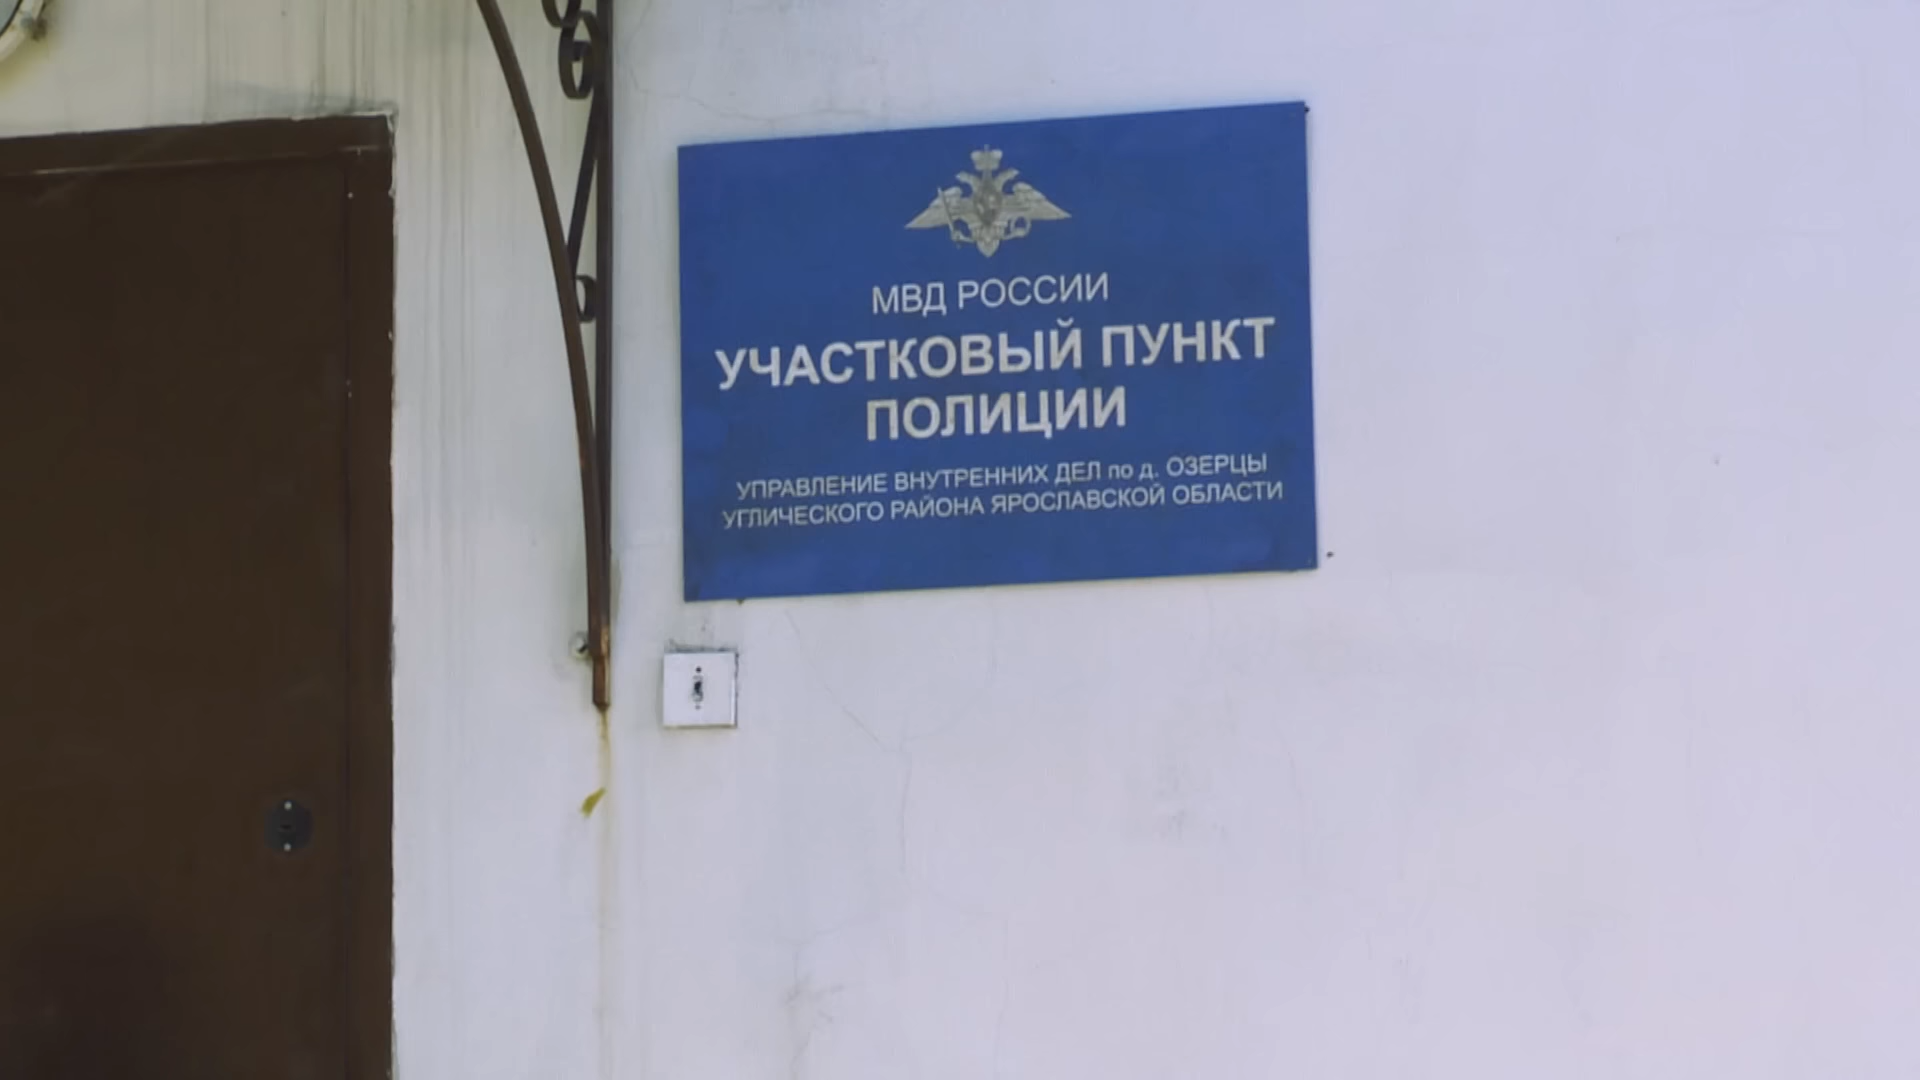 МВД РОССИИ
УЧАСТКОВЫЙ ПУНКТ
ПОЛИЦИИ
УПРАВЛЕНИЕ ВНУТРЕННИХ ДЕЛ по д. ОЗЕРЦЫ
УГЛИЧЕСКОГО РАЙОНА ЯРОСЛАВСКОЙ ОБЛАСТИ